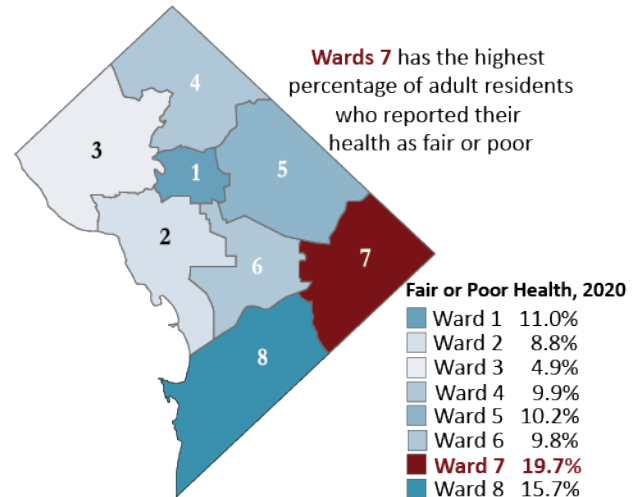 Wards 7 has the highest
percentage of adult residents
who reported their
health as fair or poor
4
3
1
5
2
6
7
8
Fair or Poor Health, 2020
Ward 1 11.0%
Ward 2 8.8%
Ward 3 4.9%
Ward 4 9.9%
Ward 5 10.2%
Ward 6 9.8%
Ward 7 19.7%
Ward 8 15.7%